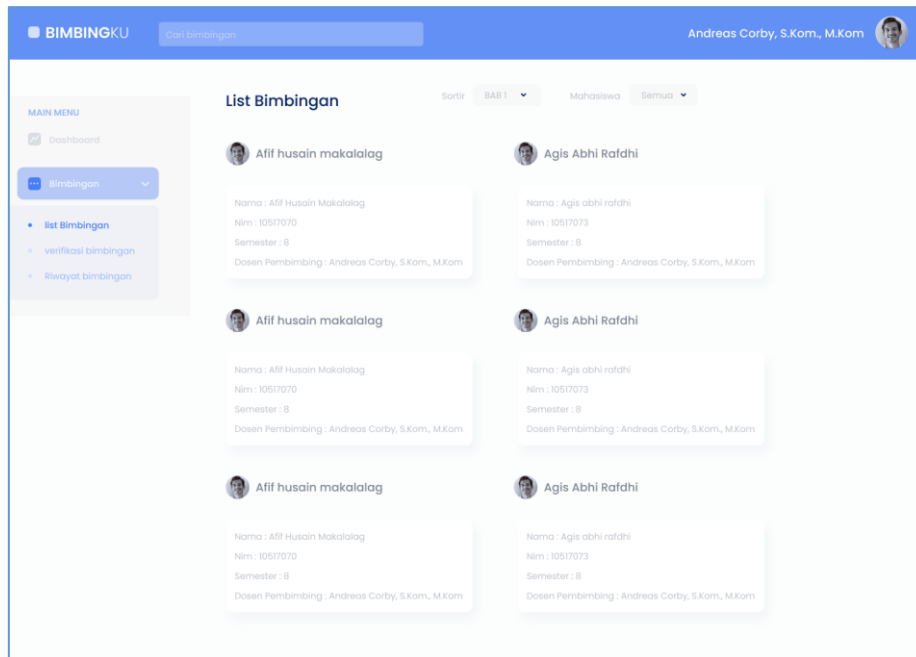 BIMBINGKU
Cari bimbingan
Andreas Corby, S.Kom., M.Kom
MAIN MENU
Dashboard
Bimbingan
list Bimbingan
verifikasi bimbingan
Riwayat bimbingan
List Bimbingan
Sortir BAB 1
Mahasiswa Semua
Afif husain makalalag
Nama : Afif Husain Makalalag
Nim : 10517070
Semester : 8
Dosen Pembimbing : Andreas Corby, S.Kom., M.Kom
Agis Abhi Rafdhi
Nama : Agis abhi rafdhi
Nim : 10517073
Semester : 8
Dosen Pembimbing : Andreas Corby, S.Kom., M.Kom
Afif husain makalalag
Nama : Afif Husain Makalalag
Nim : 10517070
Semester : 8
Dosen Pembimbing : Andreas Corby, S.Kom., M.Kom
Agis Abhi Rafdhi
Nama : Agis abhi rafdhi
Nim : 10517073
Semester : 8
Dosen Pembimbing : Andreas Corby, S.Kom., M.Kom
Afif husain makalalag
Nama : Afif Husain Makalalag
Nim : 10517070
Semester : 8
Dosen Pembimbing : Andreas Corby, S.Kom., M.Kom
Agis Abhi Rafdhi
Nama : Agis abhi rafdhi
Nim : 10517073
Semester : 8
Dosen Pembimbing : Andreas Corby, S.Kom., M.Kom